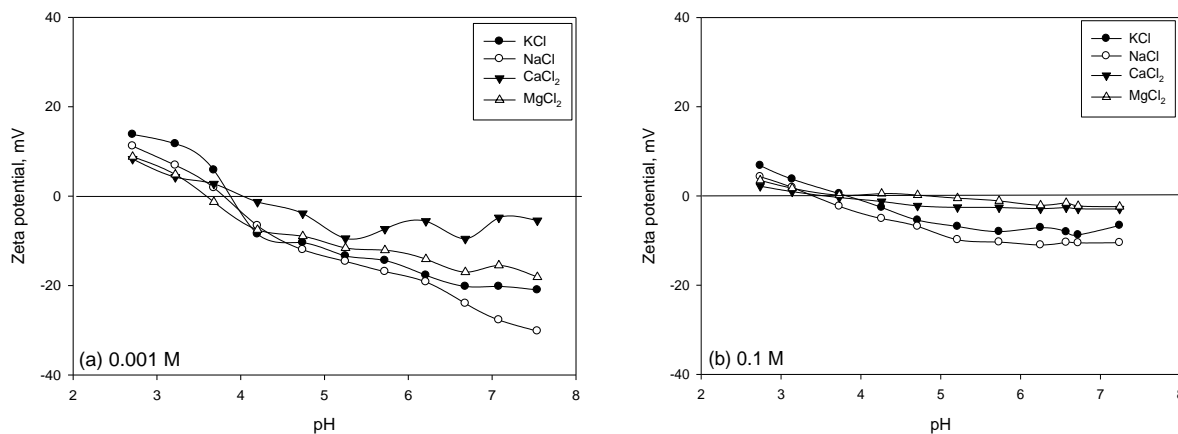 40
20
0
-20
-40
Zeta potential, mV
KCl
NaCl
CaCl₂
MgCl₂
(a) 0.001 M
2 3 4 5 6 7 8
pH
40
20
0
-20
-40
Zeta potential, mV
KCl
NaCl
CaCl₂
MgCl₂
(b) 0.1 M
2 3 4 5 6 7 8
pH